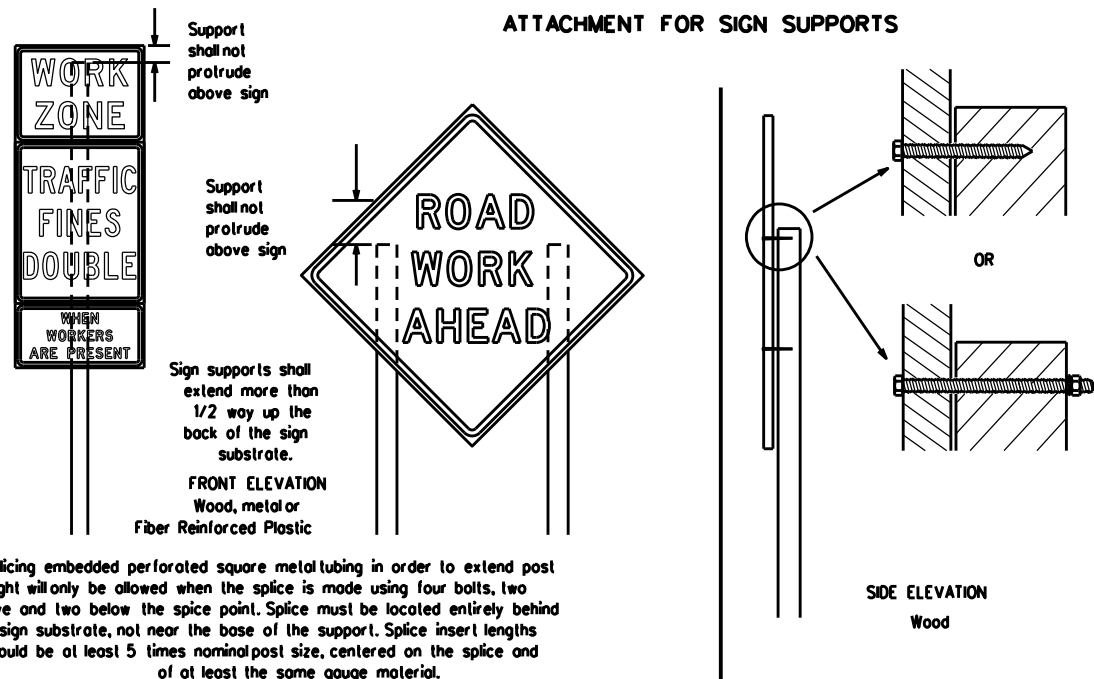 ATTACHMENT FOR SIGN SUPPORTS
Support
shall not
protrude
above sign
WORK
ZONE
TRAFFIC
FINES
DOUBLE
WHEN
WORKERS
ARE PRESENT
Support
shall not
protrude
above sign
ROAD
WORK
AHEAD
Sign supports shall
extend more than
1/2 way up the
back of the sign
substrate.
FRONT ELEVATION
Wood, metal or
Fiber Reinforced Plastic
OR
SIDE ELEVATION
Wood
licing embedded perforated square metal tubing in order to extend post
ght will only be allowed when the splice is made using four bolts, two
ve and two below the spice point. Splice must be located entirely behind
sign substrate, not near the base of the support. Splice insert lengths
ould be at least 5 times nominal post size, centered on the splice and
of at least the same gauge material.